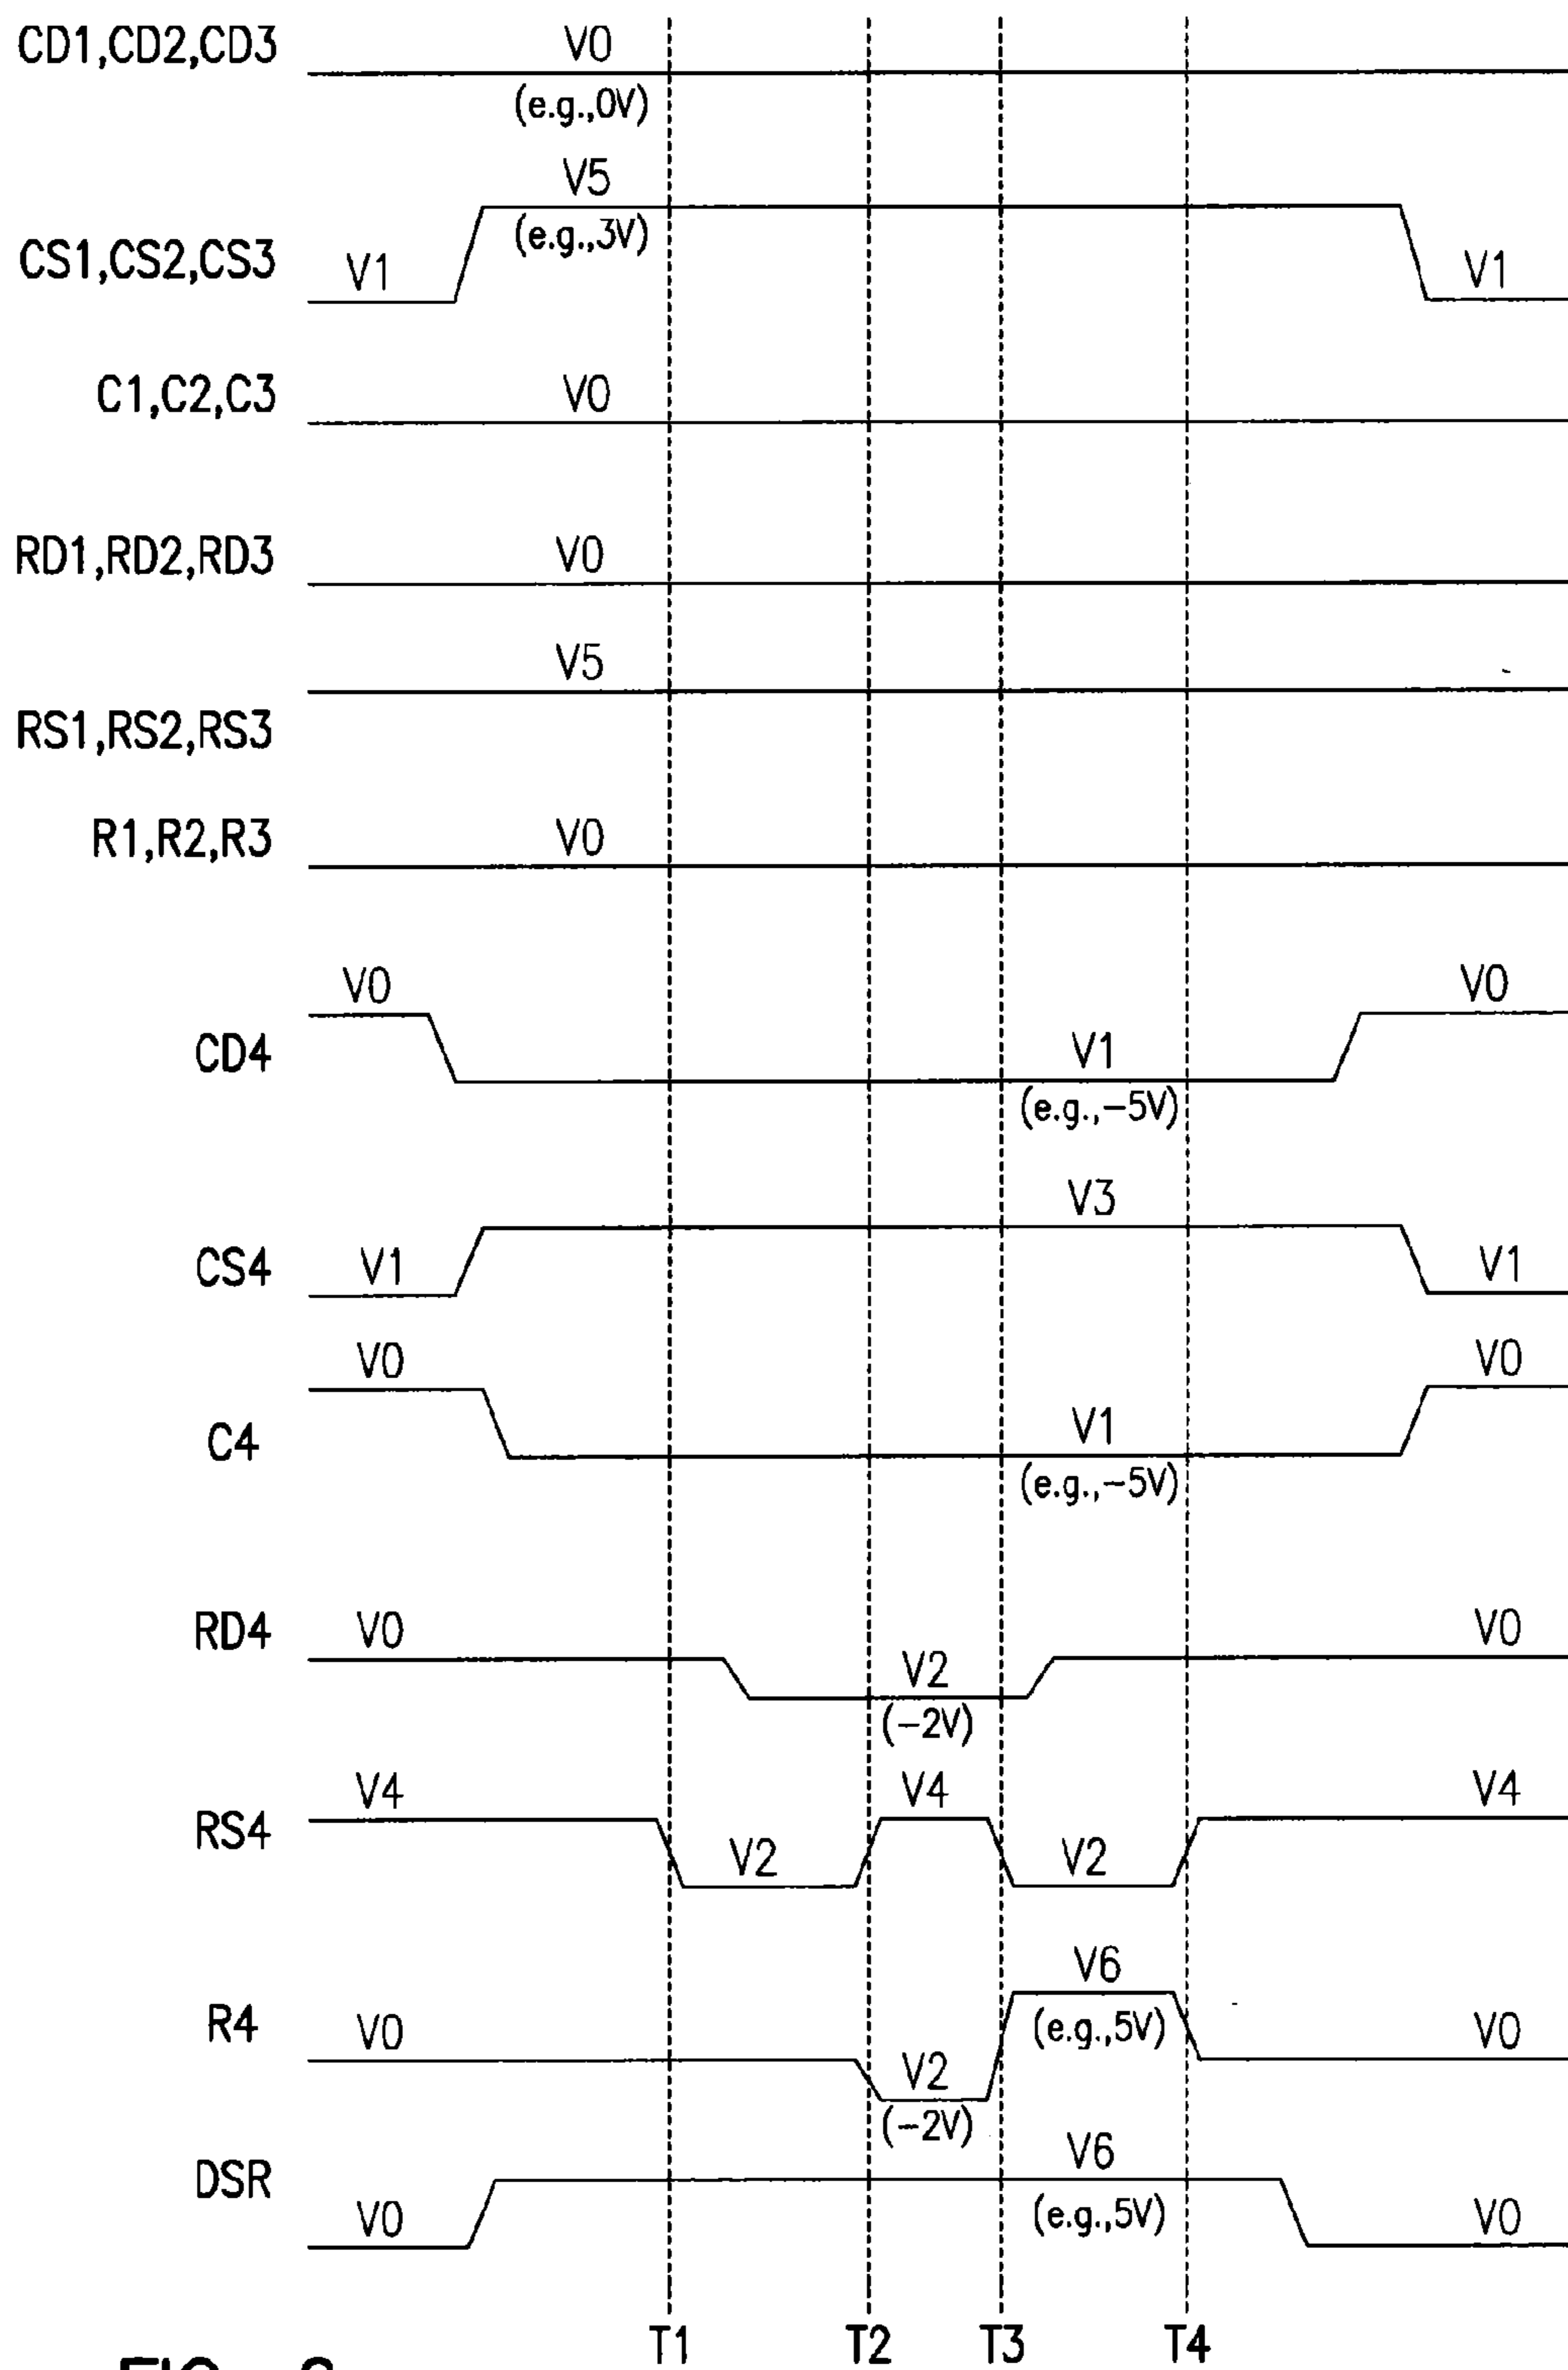 CD1,CD2,CD3
V0
(e.g.,0V)
V5
(e.g.,3V)
CS1,CS2,CS3
V1
V1
C1,C2,C3
V0
RD1,RD2,RD3
V0
V5
RS1,RS2,RS3
R1,R2,R3
V0
V0
V0
CD4
V1
(e.g.,-5V)
V3
CS4
V1
V1
V0
V0
C4
V1
(e.g.,-5V)
RD4
V0
V0
V2
(-2V)
V4
V4
V4
RS4
V2
V2
V6
R4
V0
(e.g.,5V)
V0
V2
(-2V)
V6
DSR
V0
(e.g.,5V)
V0
T1
T2
T3
T4